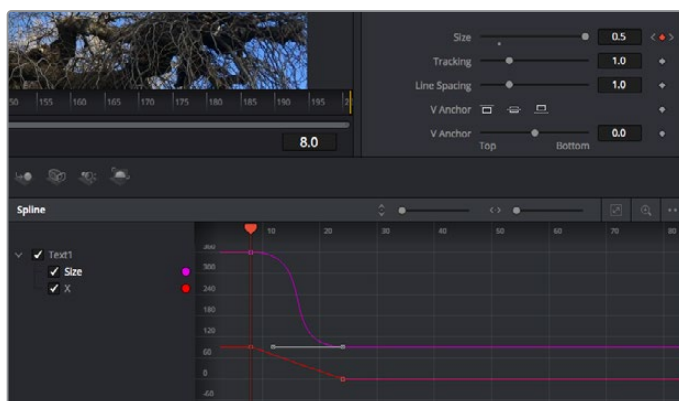 Size 0.5
Tracking 1.0
Line Spacing 1.0
V Anchor
V Anchor 0.0
Top Bottom
155 160 165 170 175 180 185 190 195
8.0
Spline
10 20 30 40 50 60 70 80
Text1
Size
X
360
300
240
180
120
60
0
-60